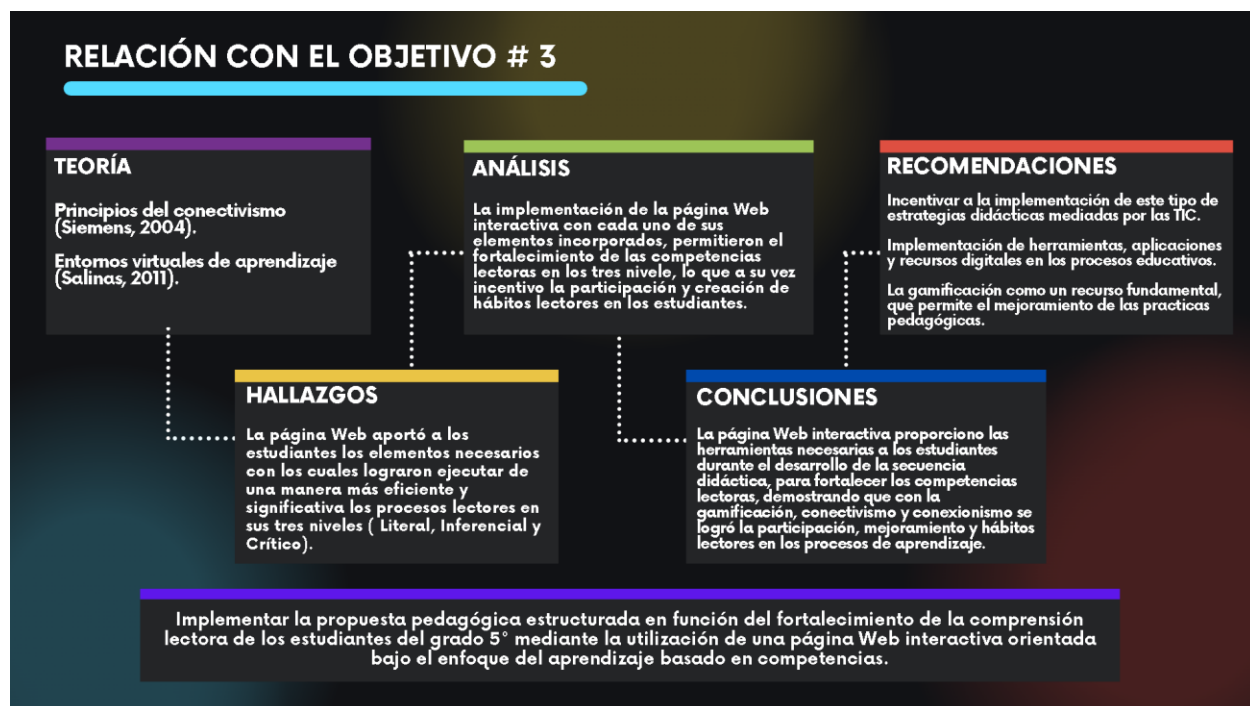 RELACIÓN CON EL OBJETIVO # 3
TEORÍA
Principios del conectivismo
(Siemens, 2004).
Entornos virtuales de aprendizaje
(Salinas, 2011).
HALLAZGOS
La página Web aportó a los
estudiantes los elementos necesarios
con los cuales lograron ejecutar de
una manera más eficiente y
significativa los procesos lectores en
sus tres niveles ( Literal, Inferencial y
Crítico).
ANÁLISIS
La implementación de la página Web
interactiva con cada uno de sus
elementos incorporados, permitieron el
fortalecimiento de las competencias
lectoras en los tres nivele, lo que a su vez
incentivo la participación y creación de
hábitos lectores en los estudiantes.
CONCLUSIONES
La página Web interactiva proporciono las
herramientas necesarias a los estudiantes
durante el desarrollo de la secuencia
didáctica, para fortalecer los competencias
lectoras, demostrando que con la
gamificación, conectivismo y conexionismo se
logró la participación, mejoramiento y hábitos
lectores en los procesos de aprendizaje.
RECOMENDACIONES
Incentivar a la implementación de este tipo de
estrategias didácticas mediadas por las TIC.
Implementación de herramientas, aplicaciones
y recursos digitales en los procesos educativos.
La gamificación como un recurso fundamental,
que permite el mejoramiento de las practicas
pedagógicas.
Implementar la propuesta pedagógica estructurada en función del fortalecimiento de la comprensión
lectora de los estudiantes del grado 5° mediante la utilización de una página Web interactiva orientada
bajo el enfoque del aprendizaje basado en competencias.